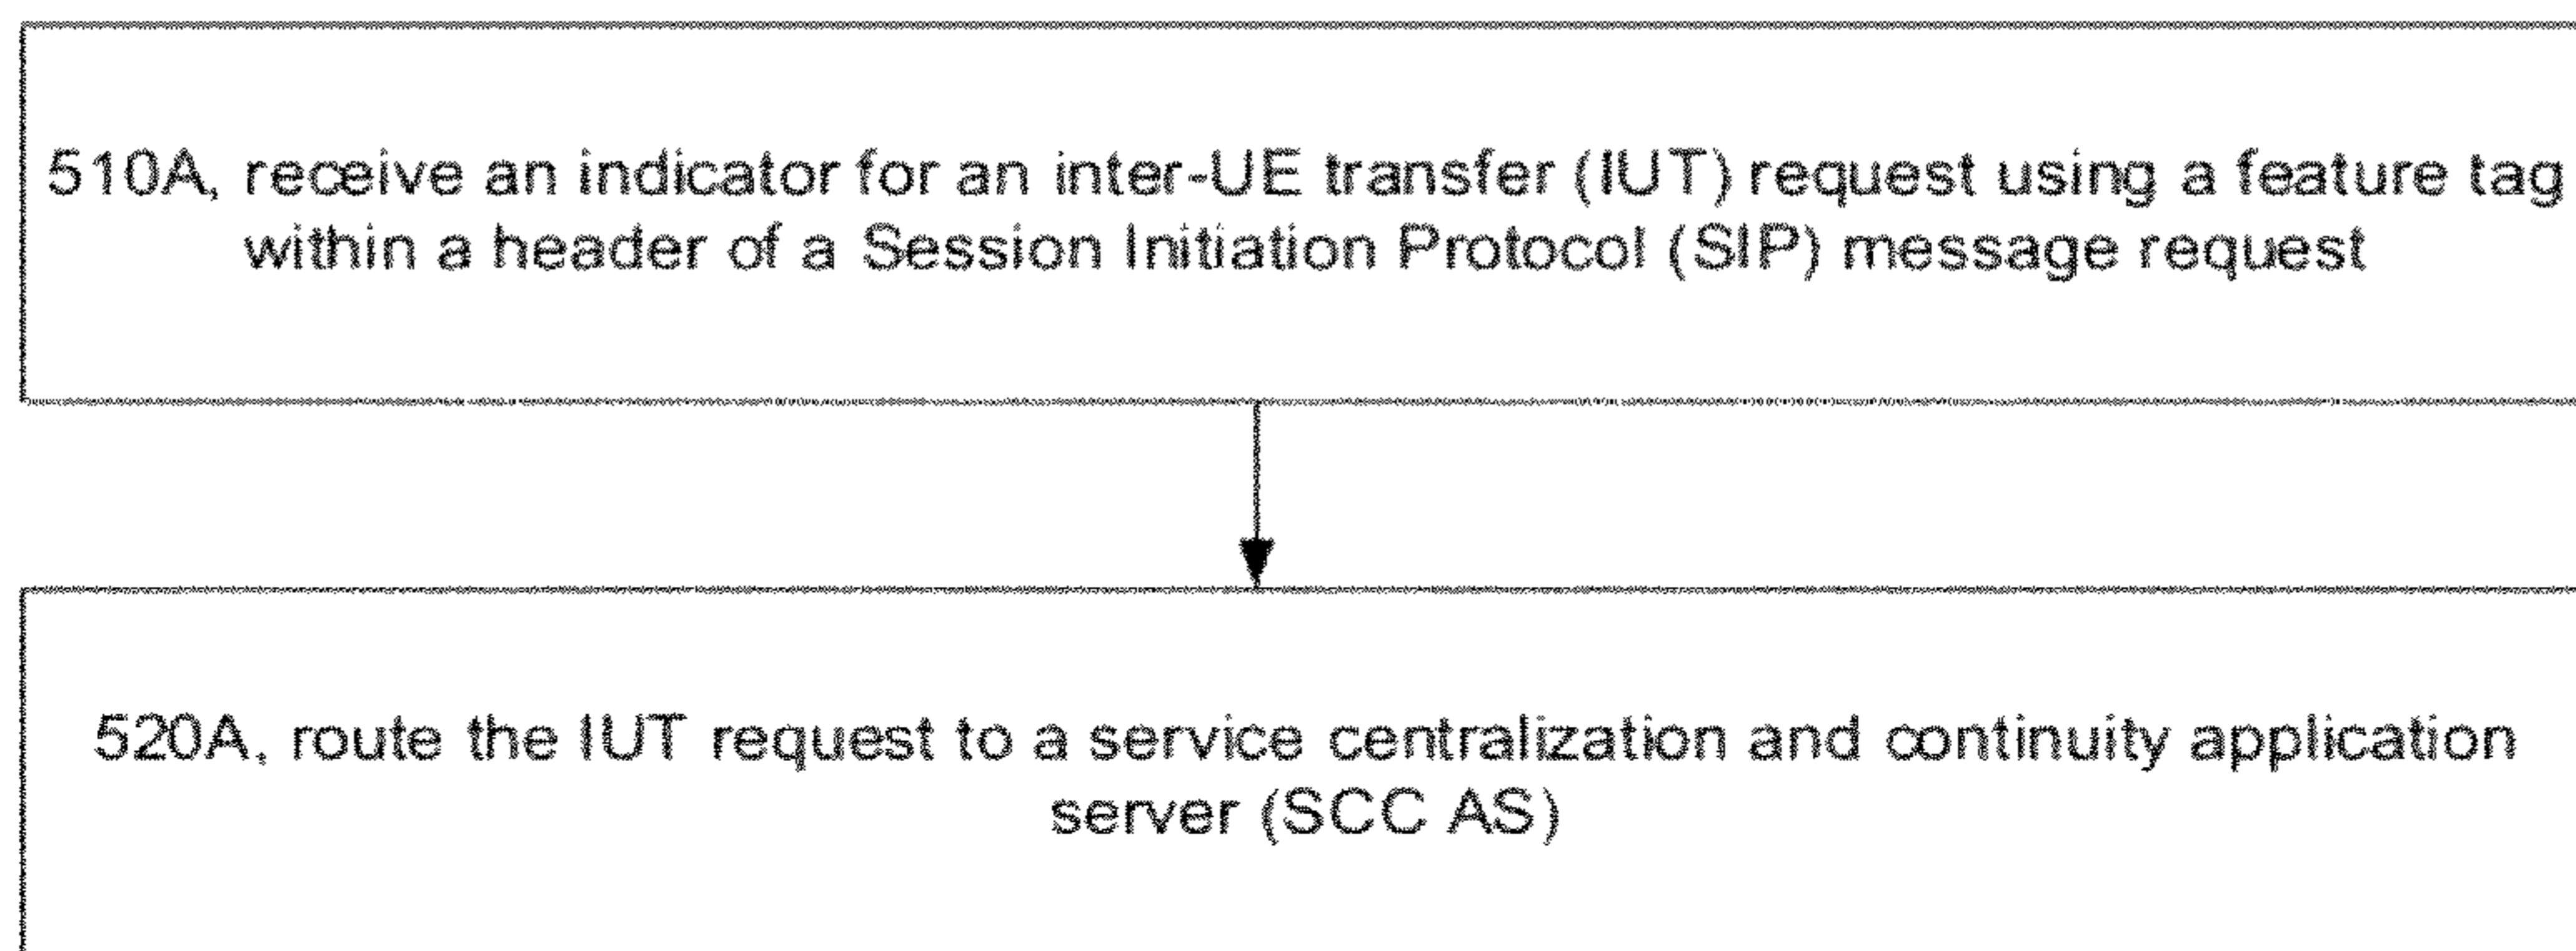 510A, receive an indicator for an inter-UE transfer (IUT) request using a feature tag
within a header of a Session Initiation Protocol (SIP) message request
520A, route the IUT request to a service centralization and continuity application
server (SCC AS)